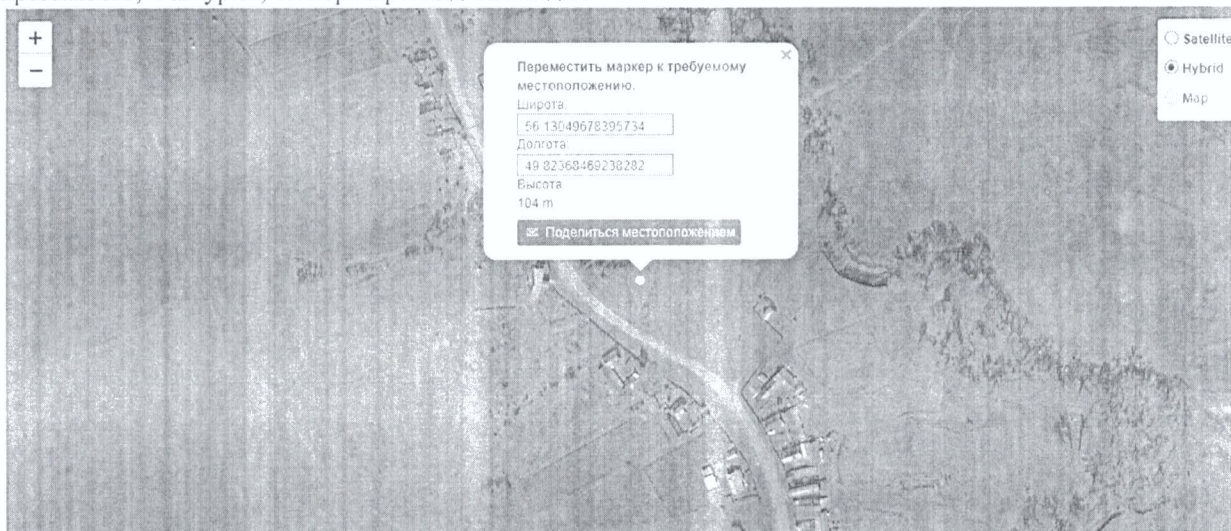 +
−
Переместить маркер к требуемому
местоположению.
Широта:
56.13049678395734
Долгота:
49.82368469238282
Высота
104 m
Поделиться местоположением
Satellite
Hybrid
Map